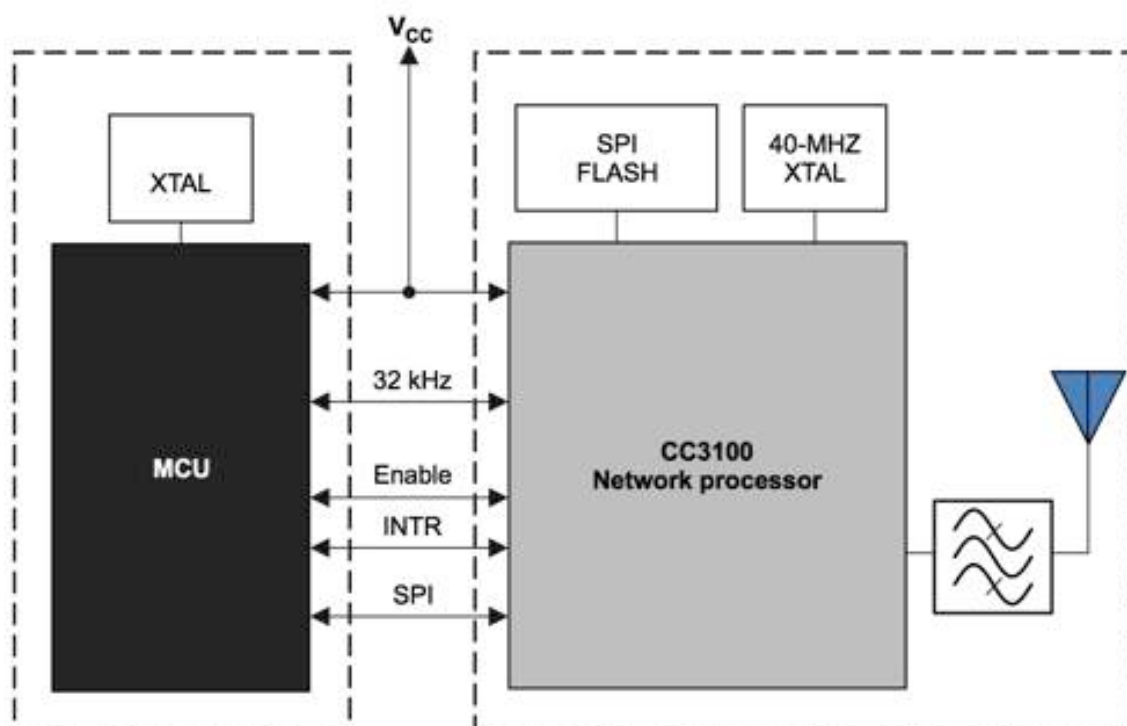 VCC
XTAL
SPI
FLASH
40-MHZ
XTAL
32 kHz
Enable
INTR
SPI
MCU
CC3100
Network processor